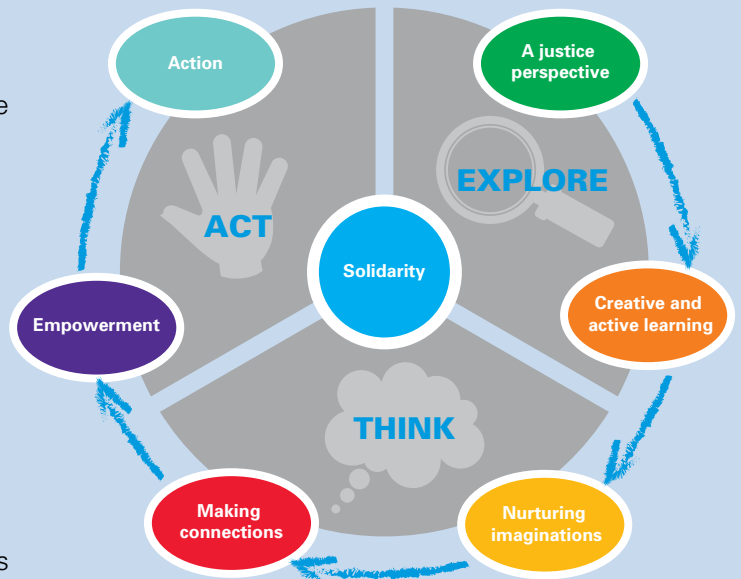 Action
A justice
perspective
e
EXPLORE
ACT
Solidarity
Creative and
active learning
Empowerment
THINK
Making
connections
Nurturing
imaginations
s